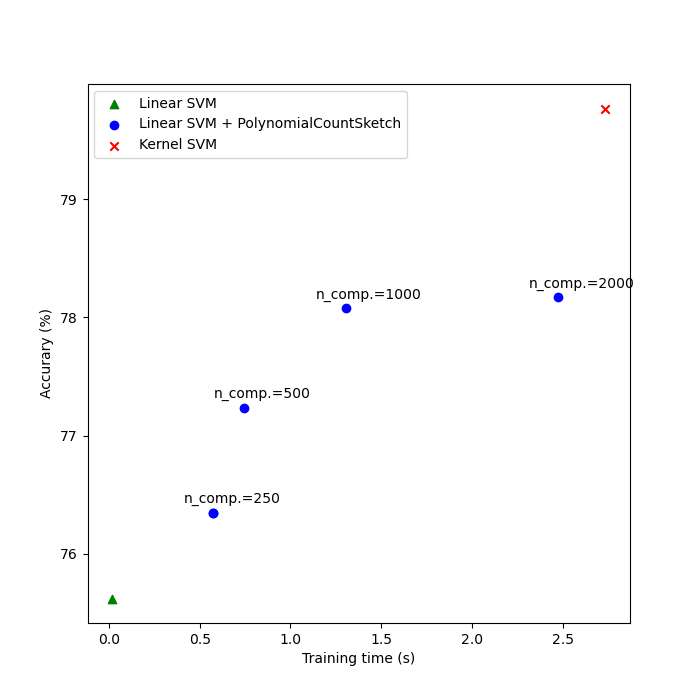 Linear SVM
Linear SVM + PolynomialCountSketch
Kernel SVM
79
n_comp.=2000
n_comp.=1000
78
n_comp.=500
77
n_comp.=250
76
0.0 0.5 1.0 1.5 2.0 2.5
Training time (s)
Accurary (%)